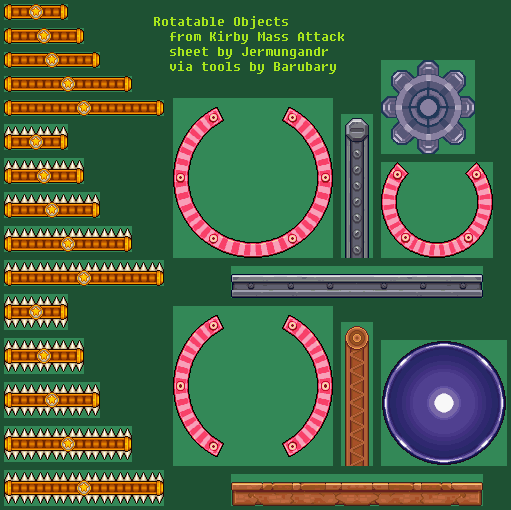 Rotatable Objects
from Kirby Mass Attack
sheet by Jermungandr
via tools by Barubary